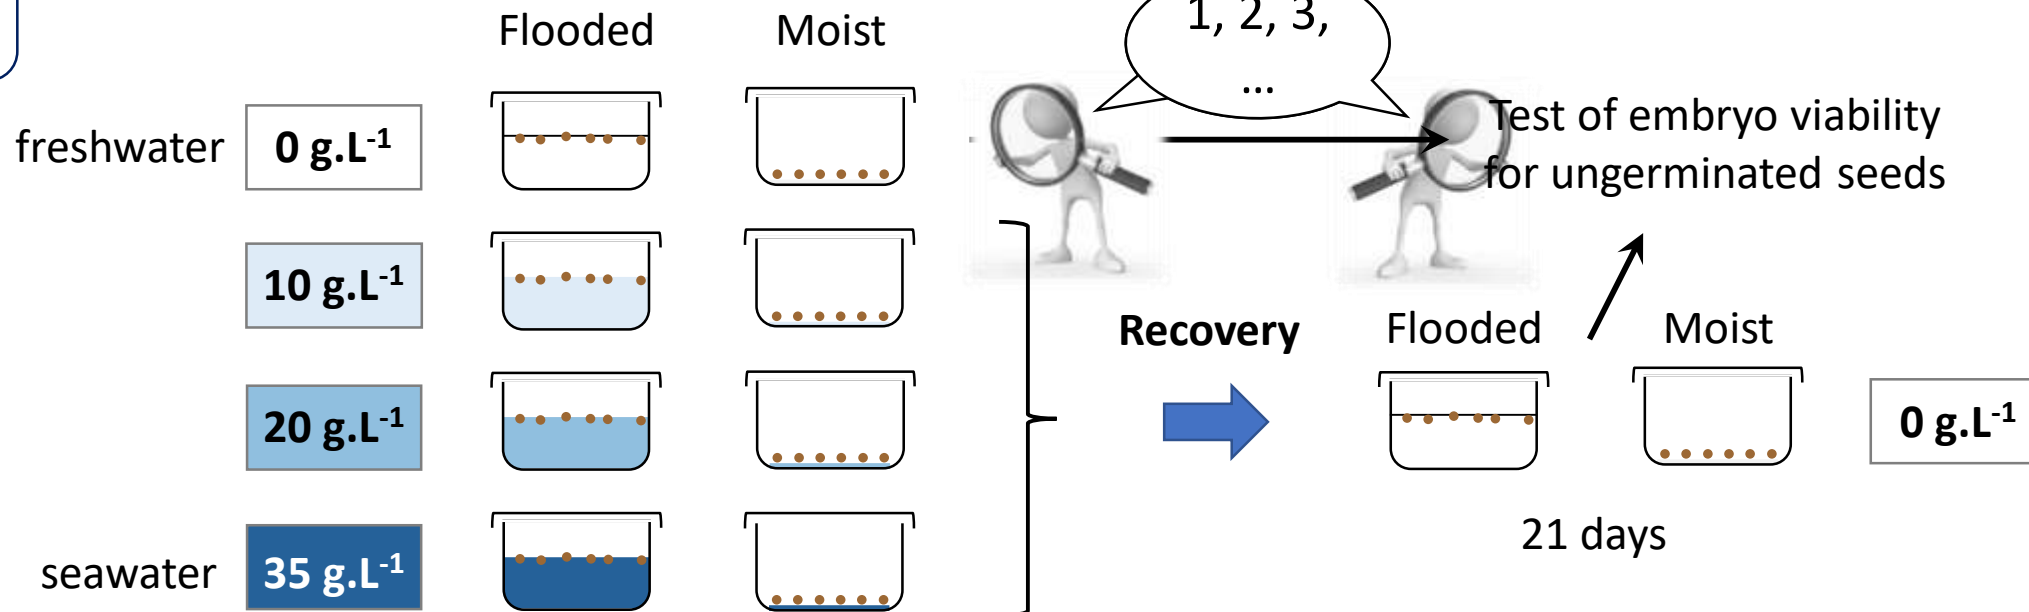 Flooded
Moist
1, 2, 3,
...
freshwater
0 g.L-1
Test of embryo viability
for ungerminated seeds
10 g.L-1
Recovery
Flooded
Moist
20 g.L-1
0 g.L-1
21 days
seawater
35 g.L-1